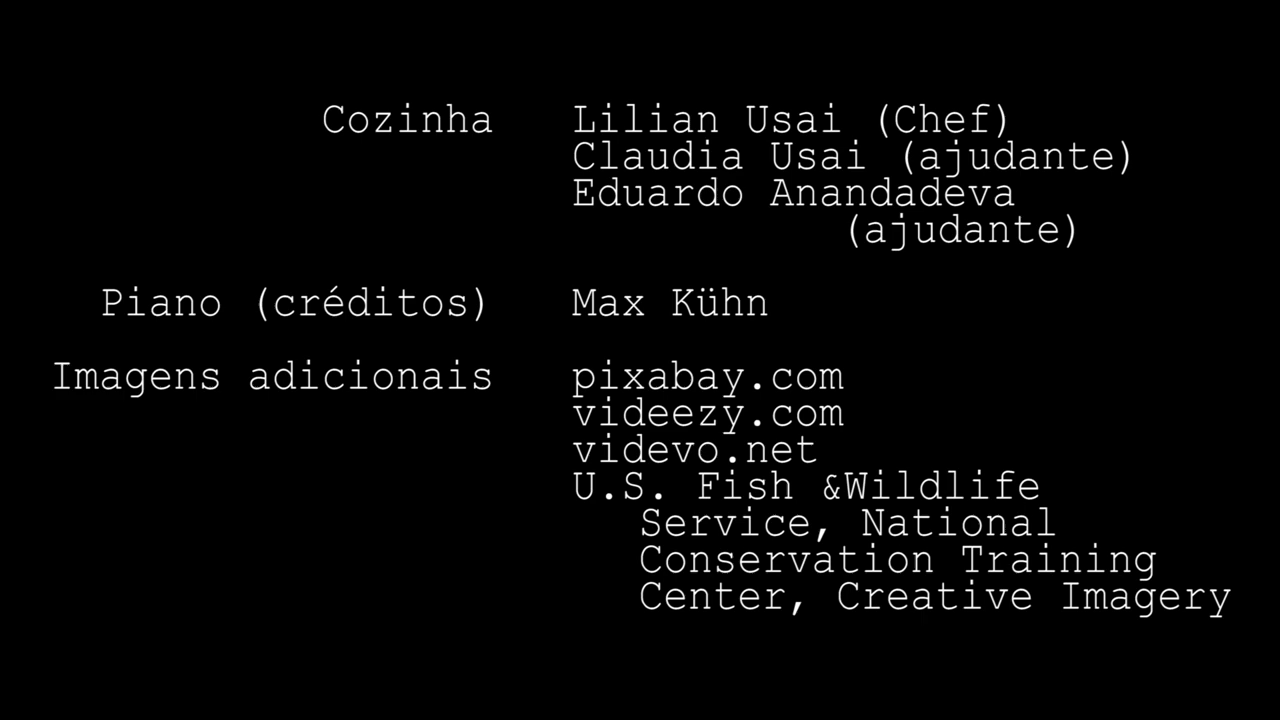 Cozinha Lilian Usai (Chef)
Claudia Usai (ajudante)
Eduardo Anandadeva
(ajudante)
Piano (créditos) Max Kühn
Imagens adicionais pixabay.com
videezy.com
videvo.net
U.S. Fish &Wildlife
Service, National
Conservation Training
Center, Creative Imagery